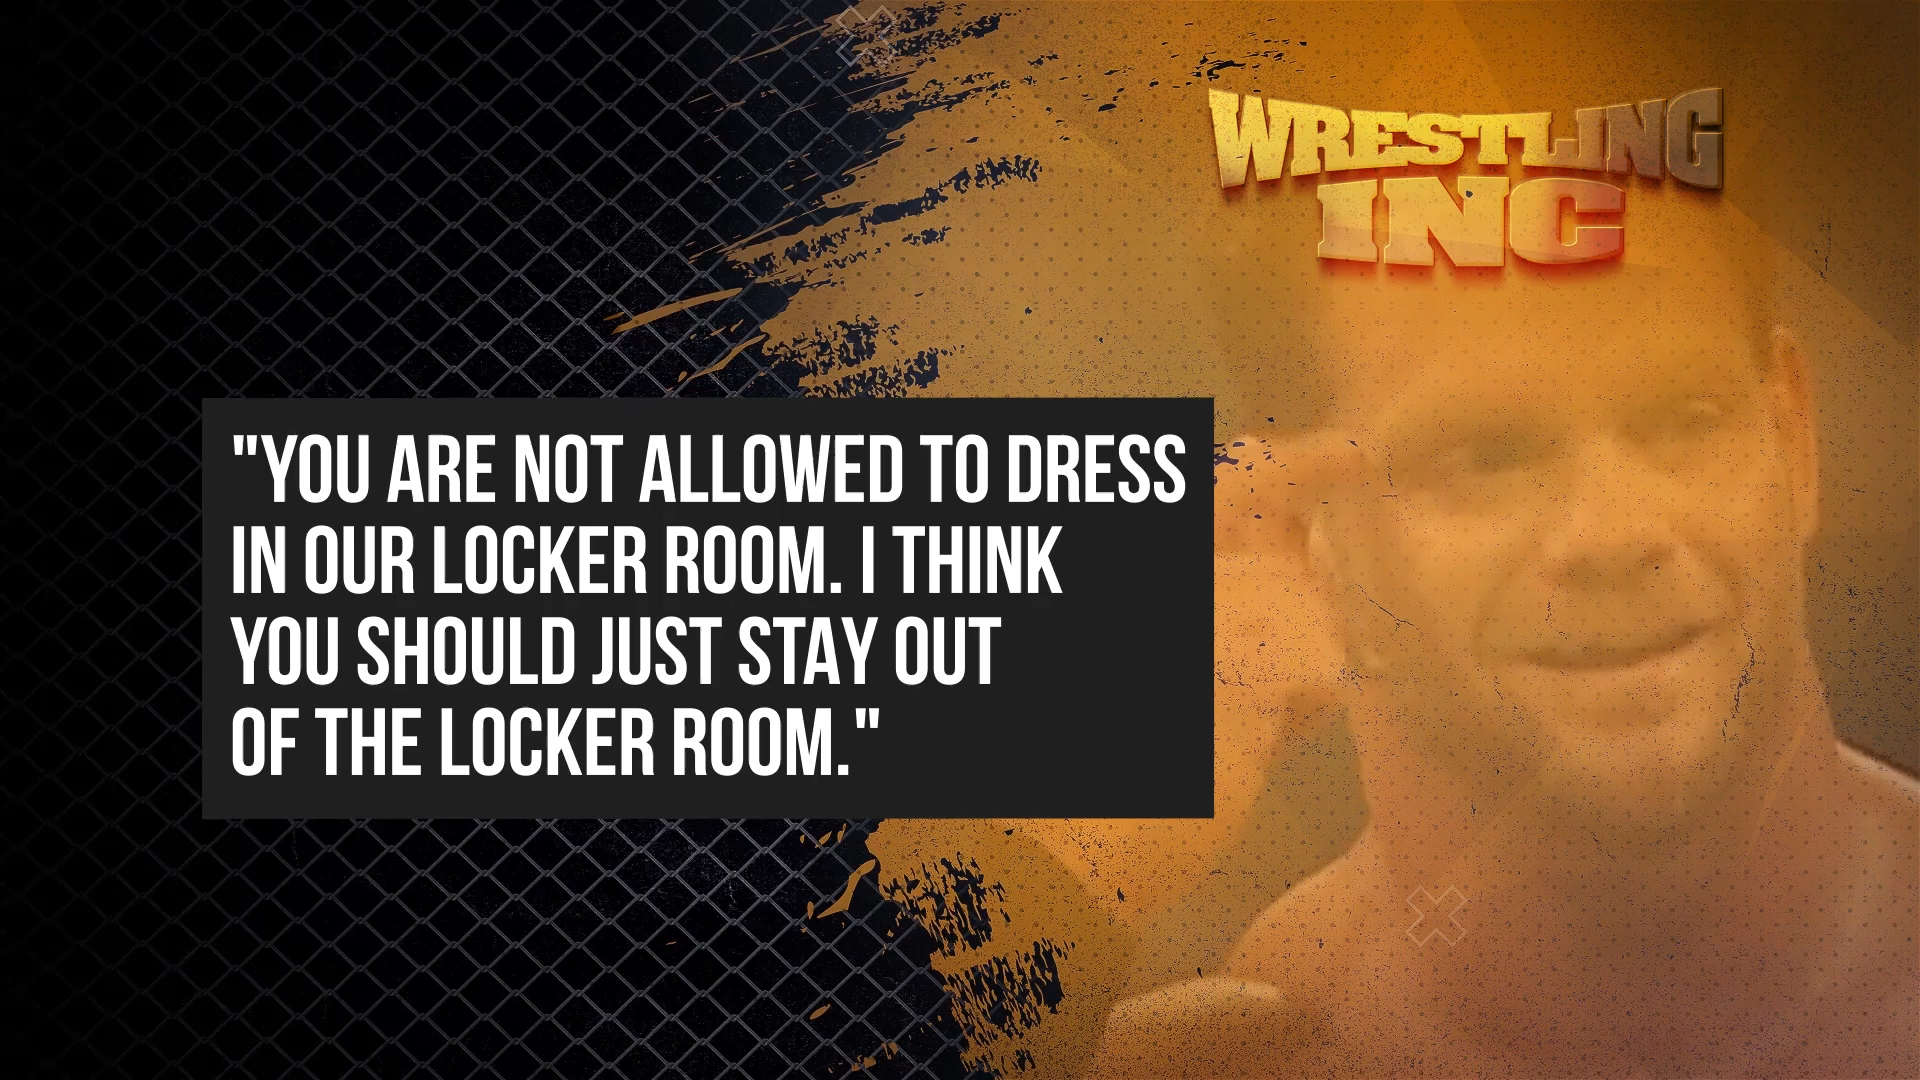 WRESTLING
INC
"YOU ARE NOT ALLOWED TO DRESS
IN OUR LOCKER ROOM. I THINK
YOU SHOULD JUST STAY OUT
OF THE LOCKER ROOM."